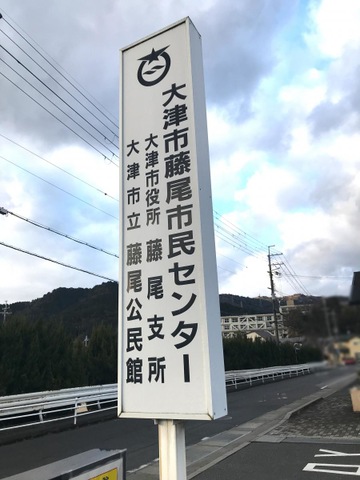 大津市藤尾市民センター
大津市役所 藤尾支所
大津市立 藤尾公民館